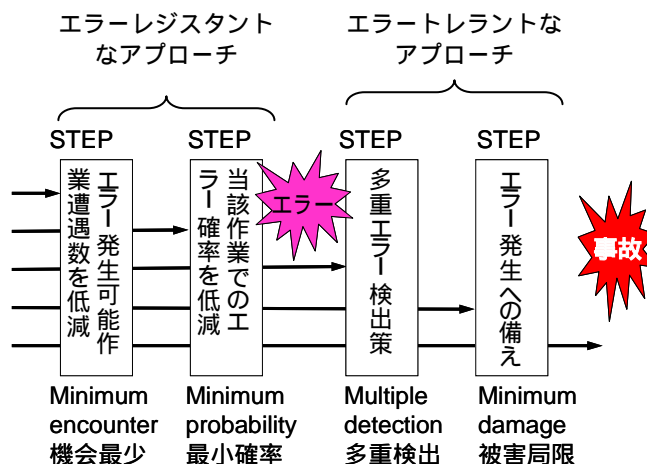 エラーレジスタント
なアプローチ
エラートレラントな
アプローチ
STEP
STEP
STEP
STEP
エラー発生可能作
業遭遇数を低減
当該作業でのエ
ラー確率を低減
エラー
多重エラー検出策
エラー発生への備え
事故
Minimum
encounter
機会最少
Minimum
probability
最小確率
Multiple
detection
多重検出
Minimum
damage
被害局限